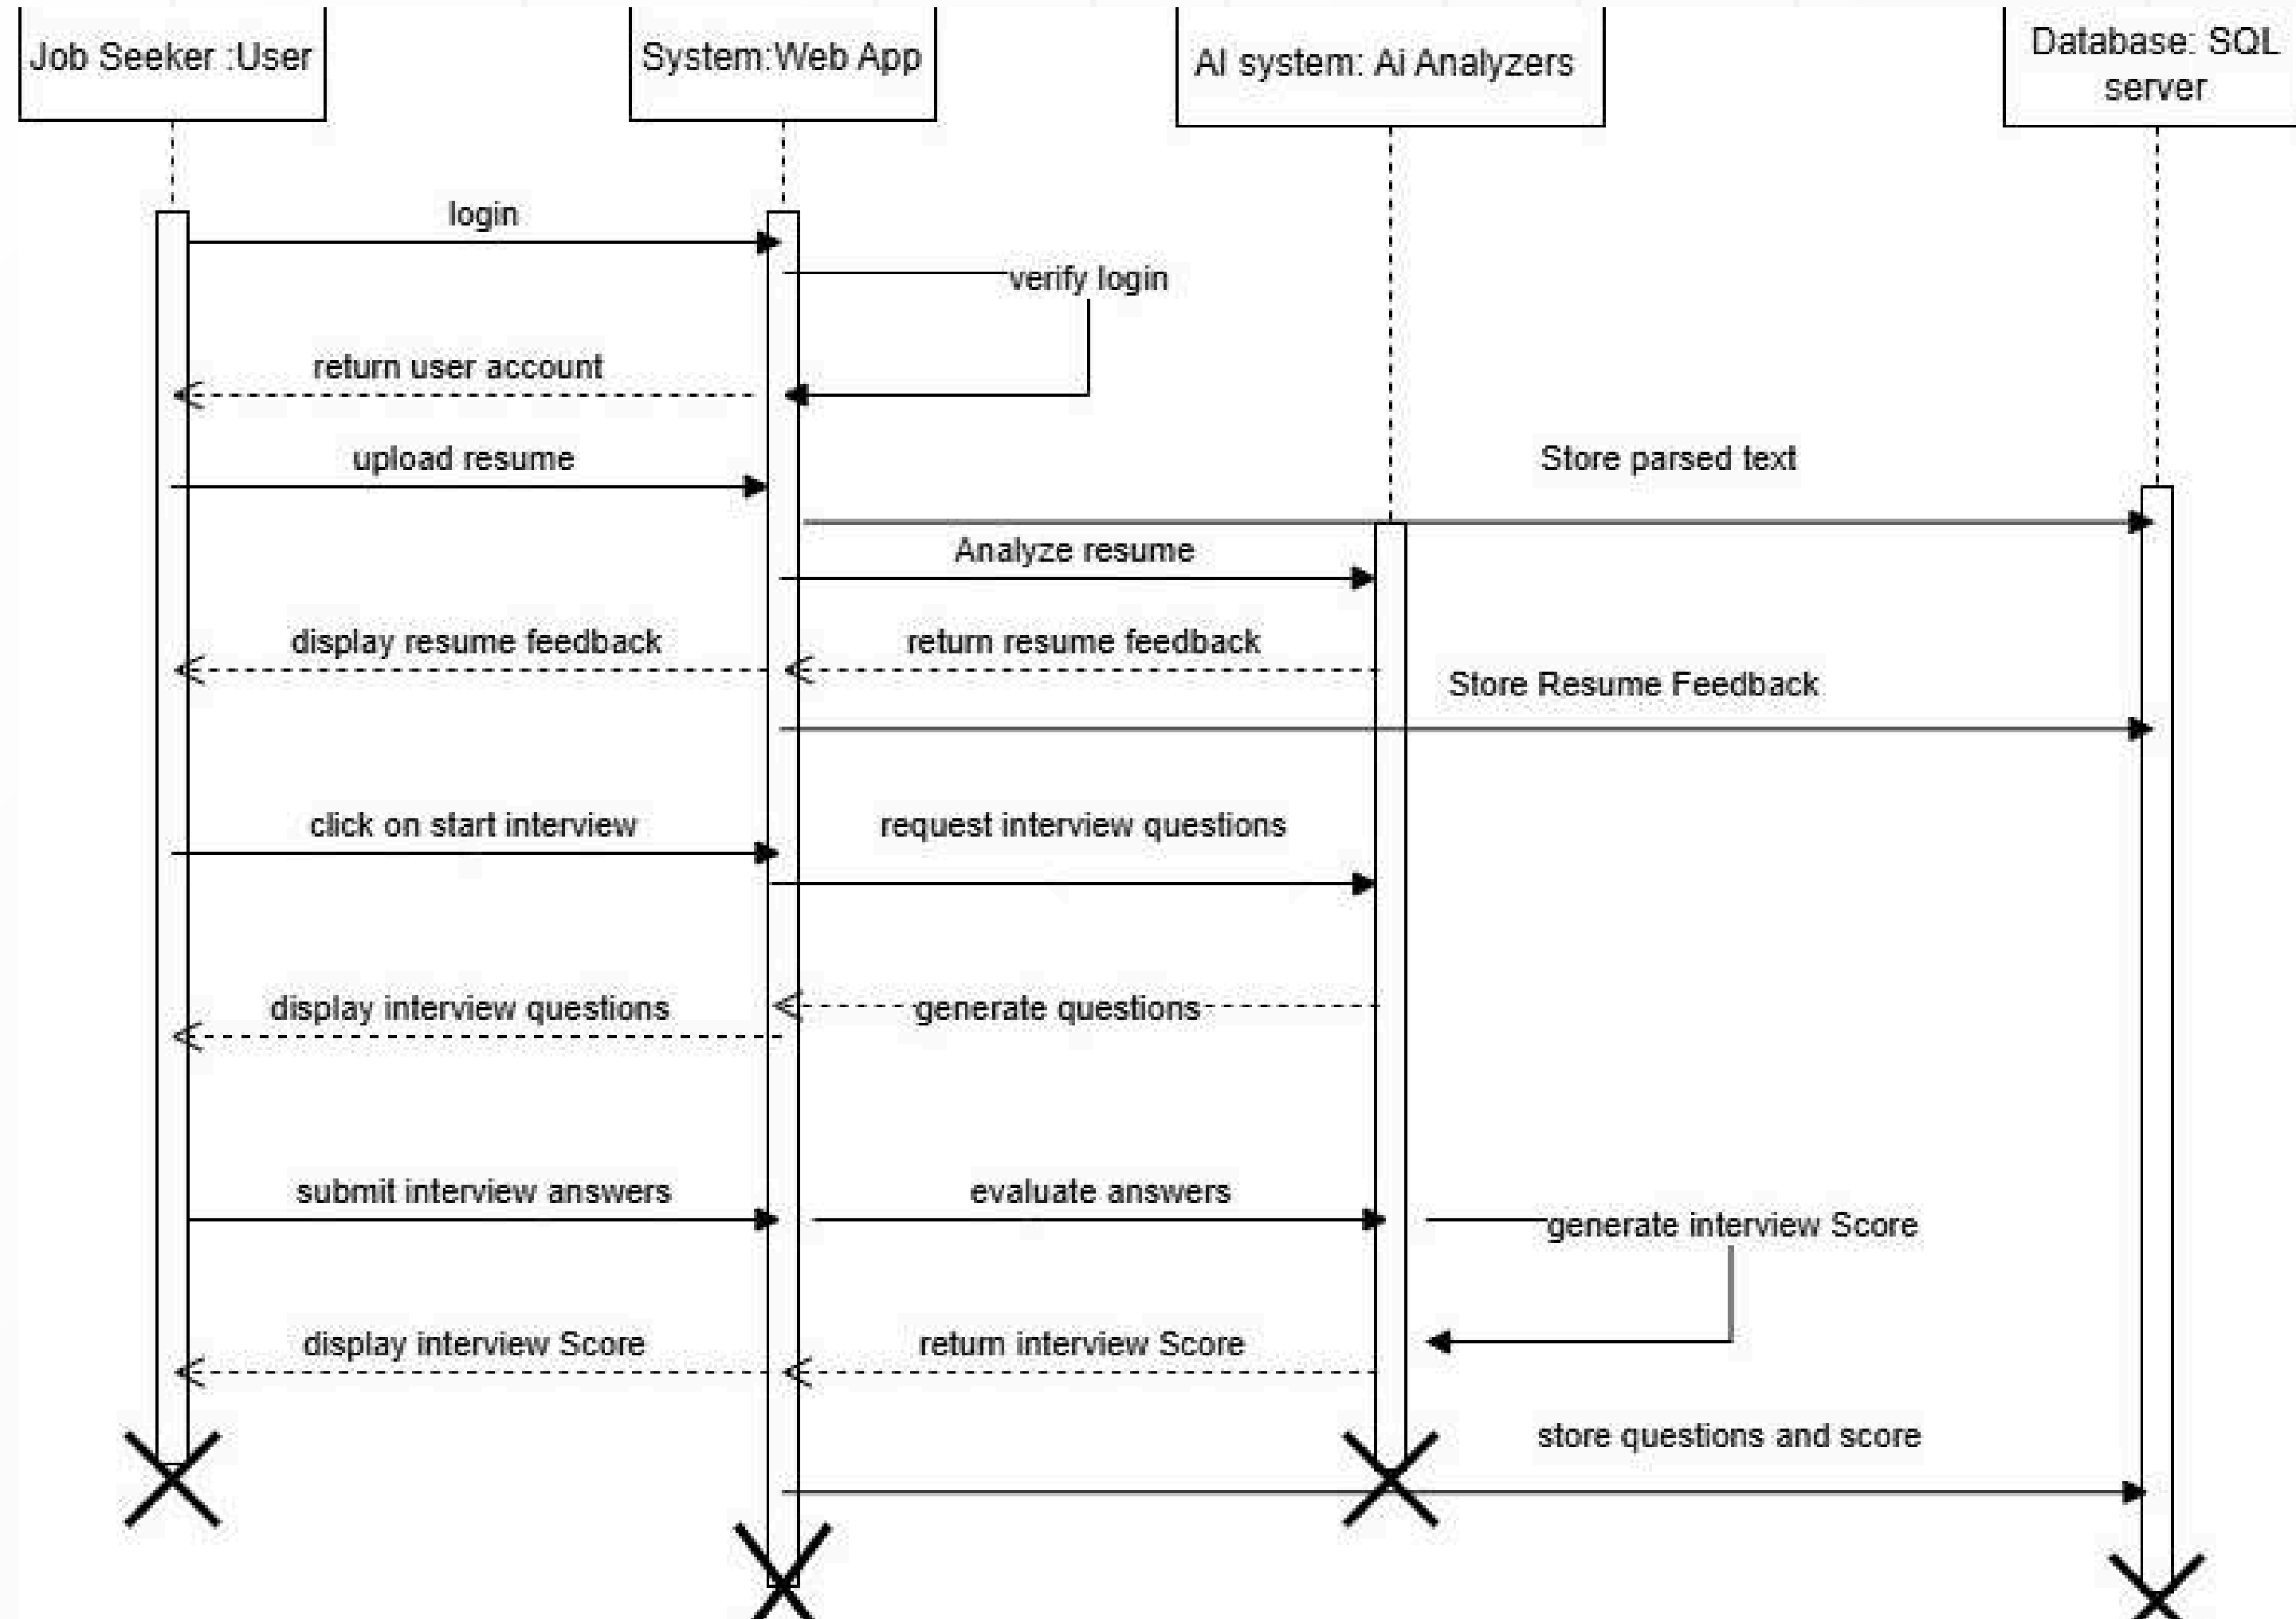 Job Seeker :User
System:Web App
AI system: Ai Analyzers
Database: SQL
server
login
verify login
return user account
upload resume
Store parsed text
Analyze resume
display resume feedback
return resume feedback
Store Resume Feedback
click on start interview
request interview questions
display interview questions
generate questions
submit interview answers
evaluate answers
generate interview Score
display interview Score
return interview Score
store questions and score